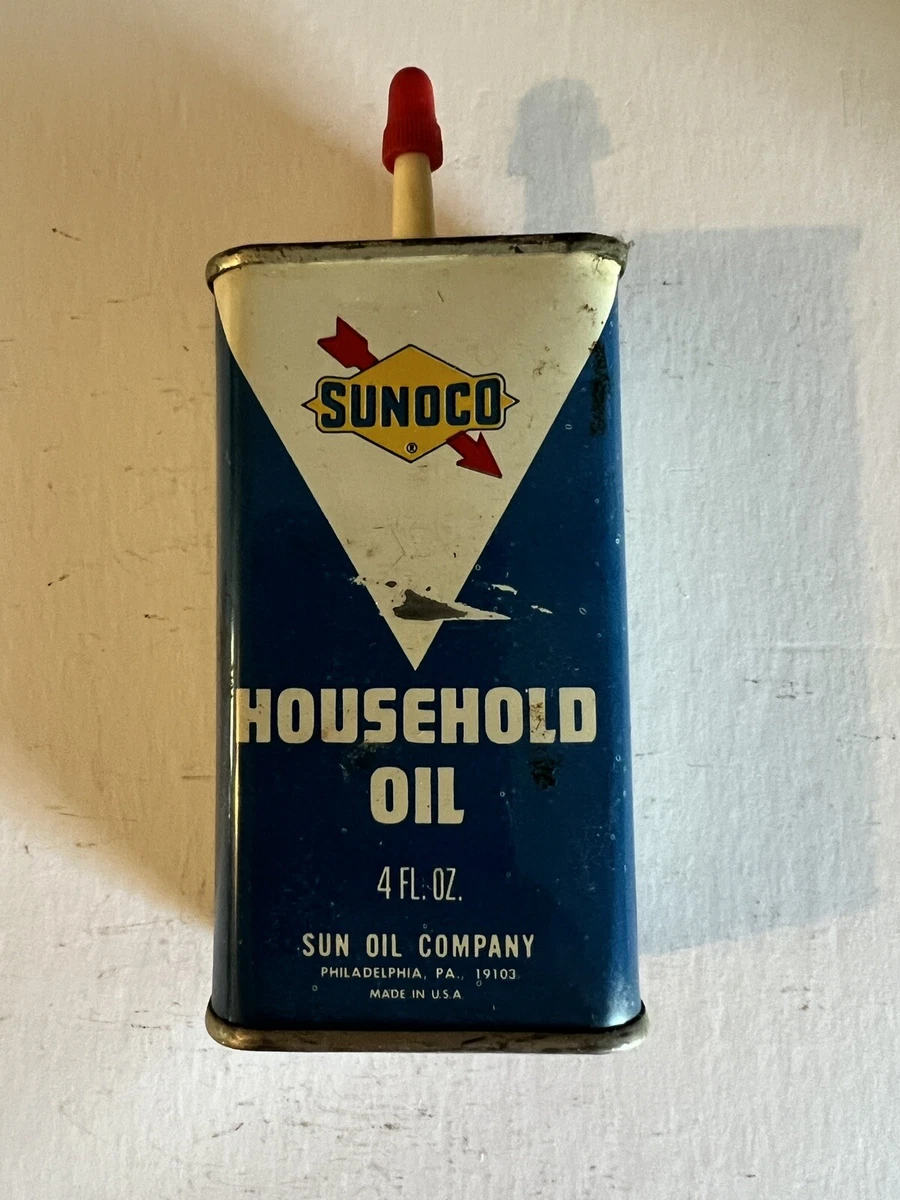 SUNOCO
®
HOUSEHOLD
OIL
4 FL. OZ.
SUN OIL COMPANY
PHILADELPHIA, PA., 19103
MADE IN U.S.A.